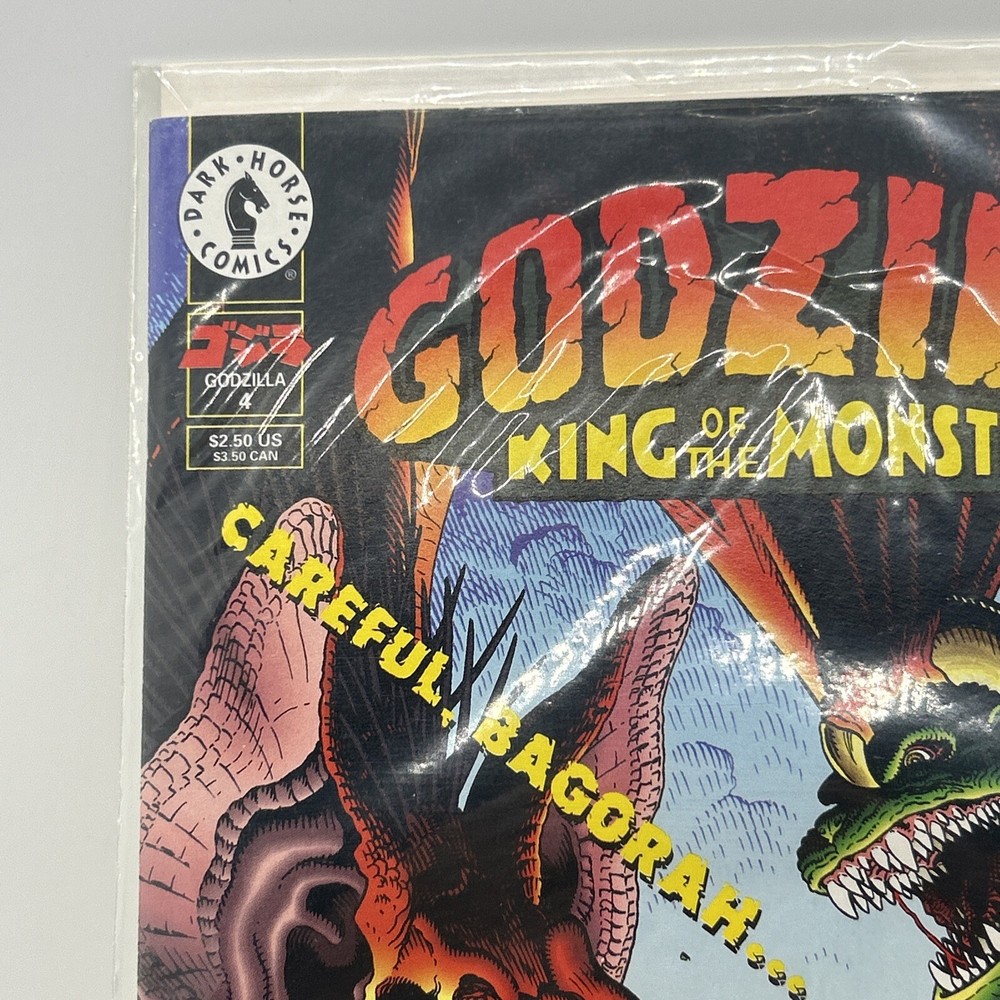 DARK • HORSE
• COMICS •
®
ゴジラ
GODZILLA
4
$2.50 US
$3.50 CAN
GODZIL
KING OF THE MONST
CAREFUL, BAGORAH...